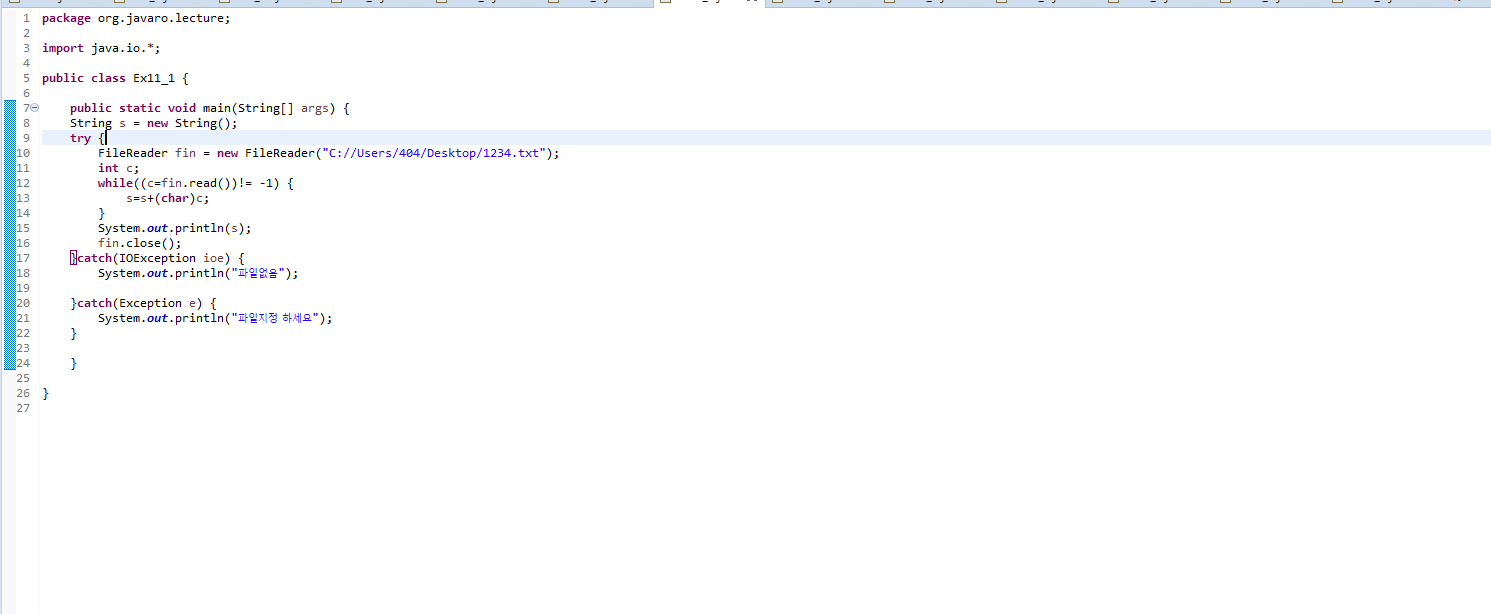 1 package org.javaro.lecture;
2
3 import java.io.*;
4
5 public class Ex11_1 {
6
7 public static void main(String[] args) {
8 String s = new String();
9 try {
10 FileReader fin = new FileReader("C://Users/404/Desktop/1234.txt");
11 int c;
12 while((c=fin.read())!= -1) {
13 s=s+(char)c;
14 }
15 System.out.println(s);
16 fin.close();
17 }catch(IOException ioe) {
18 System.out.println("파일없음");
19
20 }catch(Exception e) {
21 System.out.println("파일지정 하세요");
22 }
23
24 }
25
26 }
27